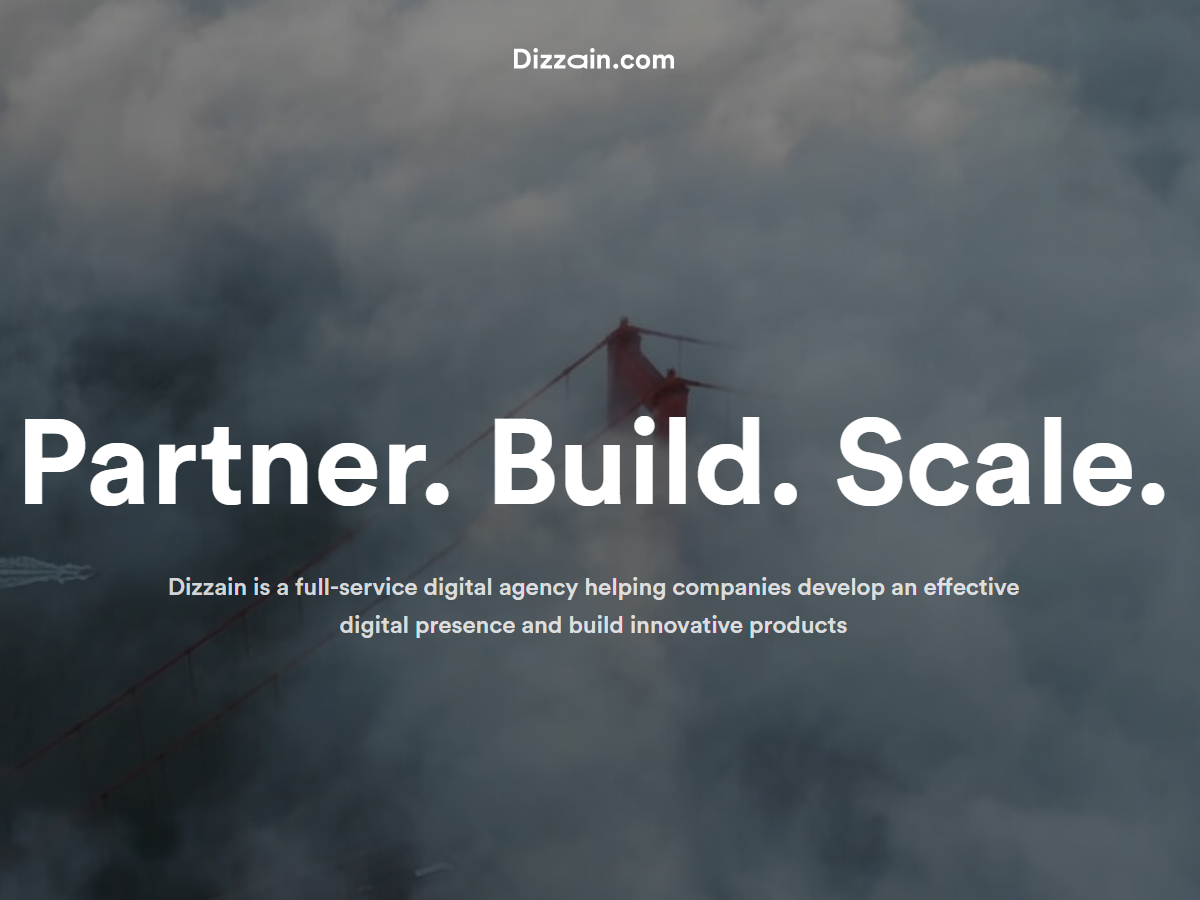 Dizzain.com
Partner. Build. Scale.
Dizzain is a full-service digital agency helping companies develop an effective
digital presence and build innovative products